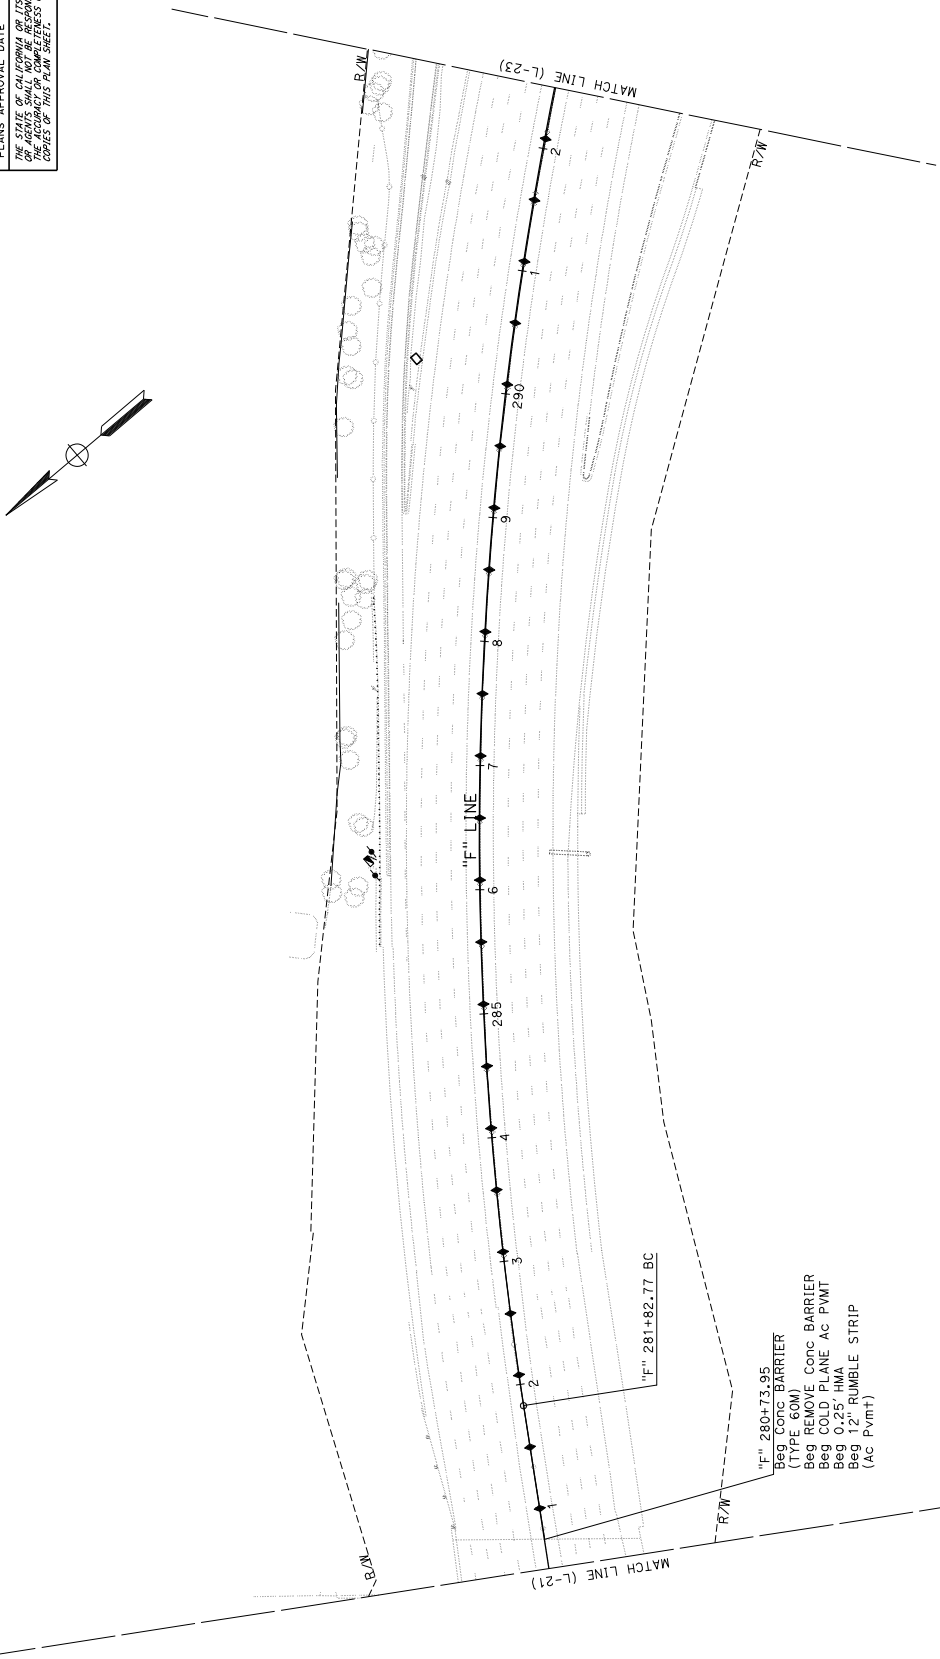 PLANS APPROVAL DATE
THE STATE OF CALIFORNIA OR ITS
OR AGENTS SHALL NOT BE RESPON
THE ACCURACY OR COMPLETENESS
COPIES OF THIS PLAN SHEET.
R/W
MATCH LINE (L-23)
R/W
2
1
290
9
8
7
"F" LINE
6
285
4
3
2
1
"F" 281+82.77 BC
"F" 280+73.95
Beg Conc BARRIER
(TYPE 60M)
Beg REMOVE Conc BARRIER
Beg COLD PLANE Ac PVMT
Beg 0.25' HMA
Beg 12" RUMBLE STRIP
(Ac Pvmt)
R/W
R/W
MATCH LINE (L-21)